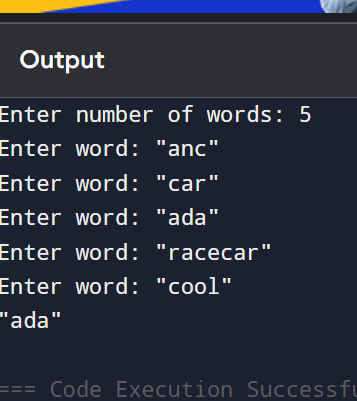 Output
Enter number of words: 5
Enter word: "anc"
Enter word: "car"
Enter word: "ada"
Enter word: "racecar"
Enter word: "cool"
"ada"
=== Code Execution Successfu